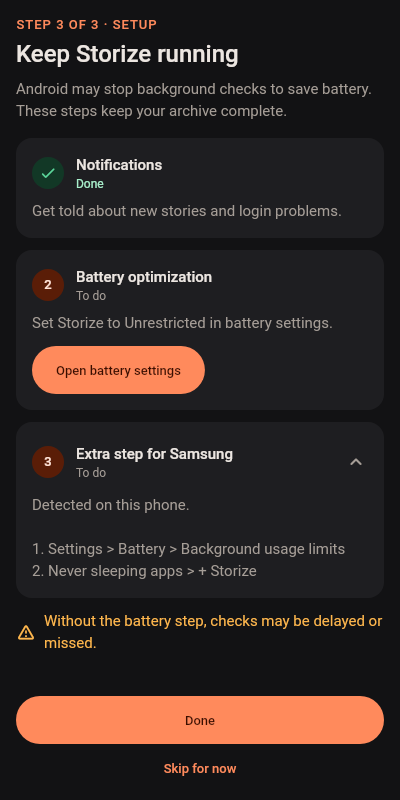 STEP 3 OF 3 · SETUP
Keep Storize running
Android may stop background checks to save battery.
These steps keep your archive complete.
Notifications
Done
Get told about new stories and login problems.
2
Battery optimization
To do
Set Storize to Unrestricted in battery settings.
Open battery settings
3
Extra step for Samsung
To do
Detected on this phone.
1. Settings > Battery > Background usage limits
2. Never sleeping apps > + Storize
Without the battery step, checks may be delayed or
missed.
Done
Skip for now